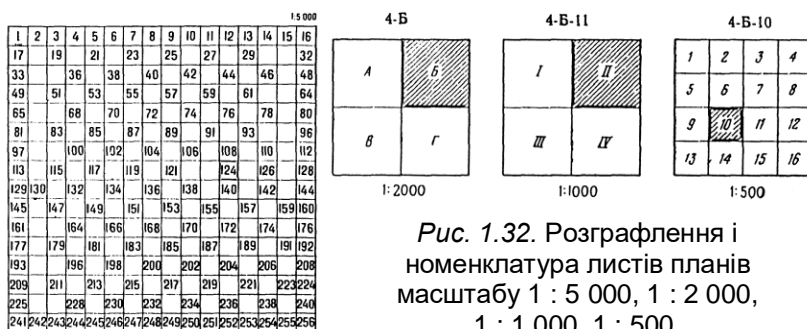 1:5 000
1 2 3 4 5 6 7 8 9 10 11 12 13 14 15 16
17 19 21 23 25 27 29 32
33 36 38 40 42 44 46 48
49 51 53 55 57 59 61 64
65 68 70 72 74 76 78 80
81 83 85 87 89 91 93 96
97 100 102 104 106 108 110 112
113 115 117 119 121 124 126 128
129 130 132 134 136 138 140 142 144
145 147 149 151 153 155 157 159 160
161 164 166 168 170 172 174 176
177 179 181 183 185 187 189 191 192
193 196 198 200 202 204 206 208
209 211 213 215 217 219 221 223 224
225 228 230 232 234 236 238 240
241 242 243 244 245 246 247 248 249 250 251 252 253 254 255 256
4-Б
А Б
В Г
1:2000
4-Б-11
I II
III IV
1:1000
4-Б-10
1 2 3 4
5 6 7 8
9 10 11 12
13 14 15 16
1:500
Рис. 1.32. Розграфлення і
номенклатура листів планів
масштабу 1 : 5 000, 1 : 2 000,
1 : 1 000, 1 : 500